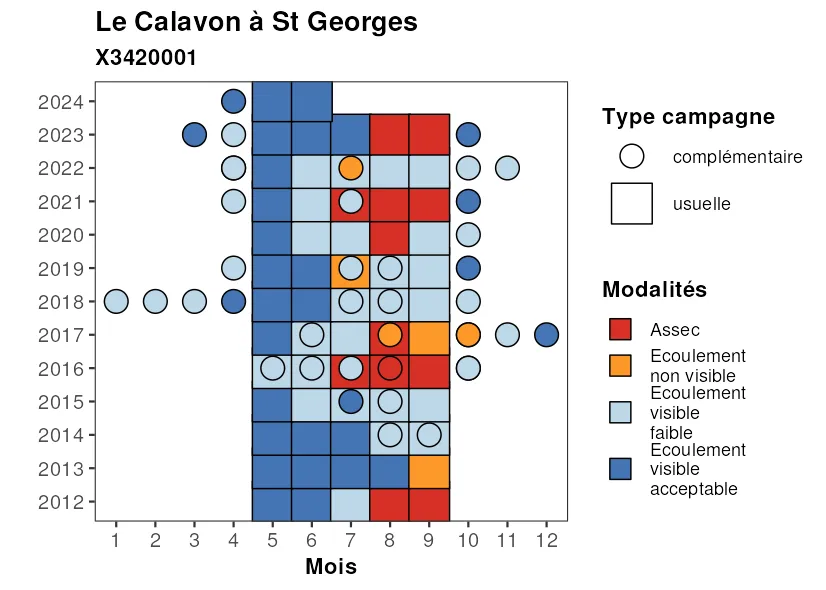 Le Calavon à St Georges
X3420001
2024
2023
2022
2021
2020
2019
2018
2017
2016
2015
2014
2013
2012
1 2 3 4 5 6 7 8 9 10 11 12
Mois
Type campagne
complémentaire
usuelle
Modalités
Assec
Ecoulement
non visible
Ecoulement
visible
faible
Ecoulement
visible
acceptable